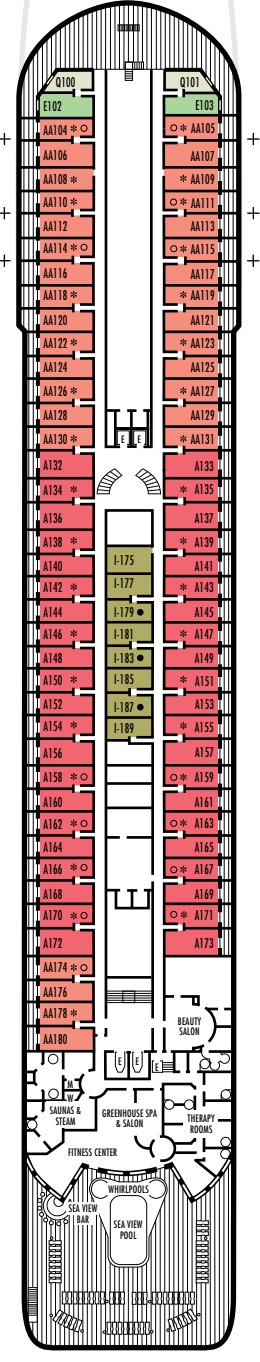 Q100 Q101
E102 E103
AA104 *○ ○* AA105
AA106 AA107
AA108 * * AA109
AA110 * ○* AA111
AA112 AA113
AA114 *○ ○* AA115
AA116 AA117
AA118 * * AA119
AA120 AA121
AA122 * * AA123
AA124 AA125
AA126 * * AA127
AA128 AA129
AA130 * E E * AA131
A132 A133
A134 * * A135
A136 A137
A138 * * A139
A140 I-175 A141
A142 * I-177 * A143
A144 I-179 ● A145
A146 * I-181 * A147
A148 I-183 ● A149
A150 * I-185 * A151
A152 I-187 ● A153
A154 * I-189 * A155
A156 A157
A158 *○ ○* A159
A160 A161
A162 *○ ○* A163
A164 A165
A166 *○ ○* A167
A168 A169
A170 *○ ○* A171
A172 A173
AA174 *○
AA176
AA178 *
AA180
BEAUTY
SALON
E E E
M
W
SAUNAS &
STEAM
GREENHOUSE SPA
& SALON
THERAPY
ROOMS
FITNESS CENTER
WHIRLPOOLS
SEA VIEW
BAR
SEA VIEW
POOL